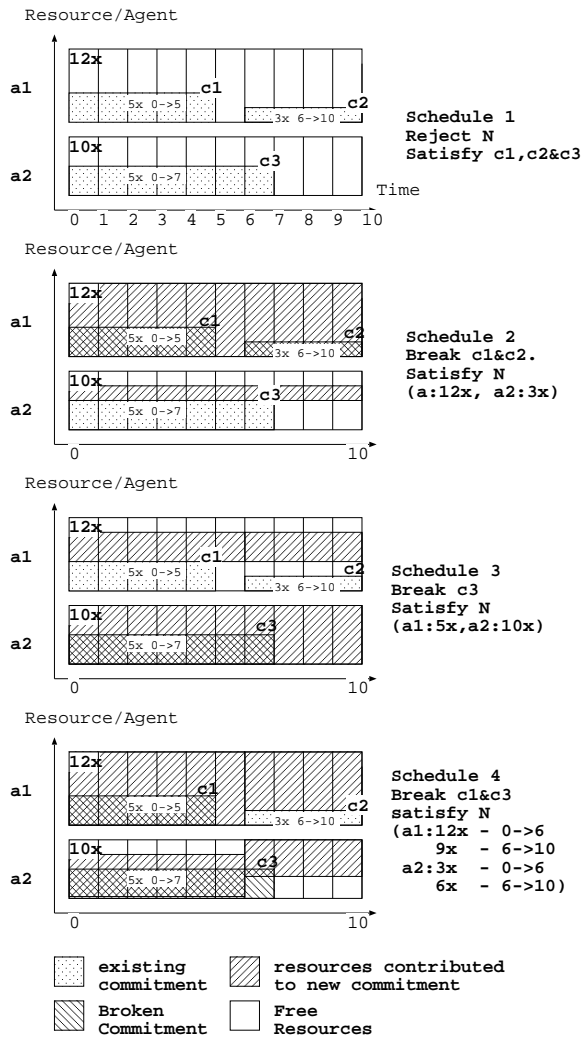 Resource/Agent
12x
a1
c1
5x 0->5
c2
3x 6->10
10x
a2
c3
5x 0->7
Time
0 1 2 3 4 5 6 7 8 9 10
Schedule 1
Reject N
Satisfy c1,c2&c3
Resource/Agent
12x
a1
c1
5x 0->5
c2
3x 6->10
10x
a2
c3
5x 0->7
0 10
Schedule 2
Break c1&c2.
Satisfy N
(a:12x, a2:3x)
Resource/Agent
12x
a1
c1
5x 0->5
c2
3x 6->10
10x
a2
c3
5x 0->7
0 10
Schedule 3
Break c3
Satisfy N
(a1:5x,a2:10x)
Resource/Agent
12x
a1
c1
5x 0->5
c2
3x 6->10
10x
a2
c3
5x 0->7
0 10
Schedule 4
Break c1&c3
satisfy N
(a1:12x - 0->6
9x - 6->10
a2:3x - 0->6
6x - 6->10)
existing commitment
resources contributed to new commitment
Broken Commitment
Free Resources